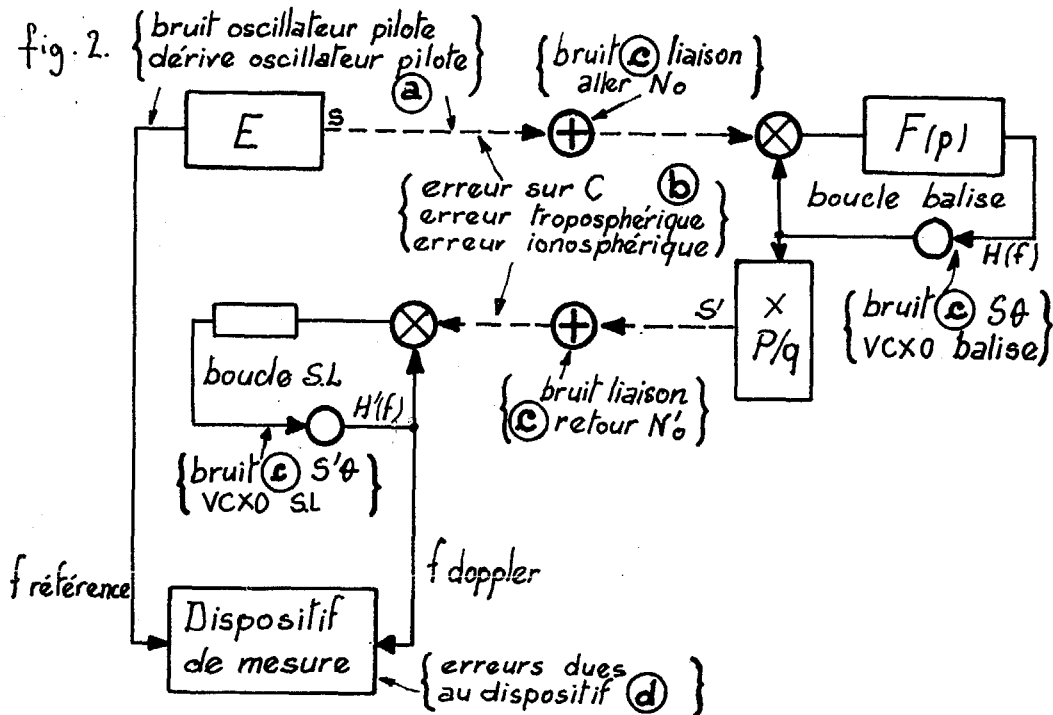 fig. 2.
bruit oscillateur pilote
dérive oscillateur pilote
a
bruit c liaison
aller No
E
s
F(p)
boucle balise
H(f)
erreur sur C b
erreur troposphérique
erreur ionosphérique
bruit c Sθ
VCXO balise
S'
x
P/q
boucle S.L
H'(f)
bruit c S'θ
VCXO S.L
bruit liaison
c retour N'o
f référence
f doppler
Dispositif
de mesure
erreurs dues
au dispositif d